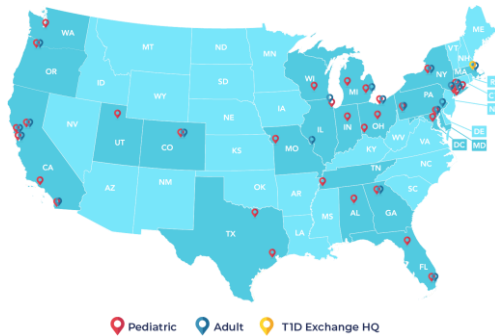 ME
WA
MT
ND
MN
VT
NH
OR
ID
SD
WI
MI
NY
MA
WY
IA
PA
NE
NV
UT
IL
IN
OH
CO
KS
MO
WV
VA
DE
KY
DC
MD
CA
NC
TN
AZ
NM
OK
AR
SC
MS
AL
GA
TX
LA
FL
Pediatric
Adult
T1D Exchange HQ